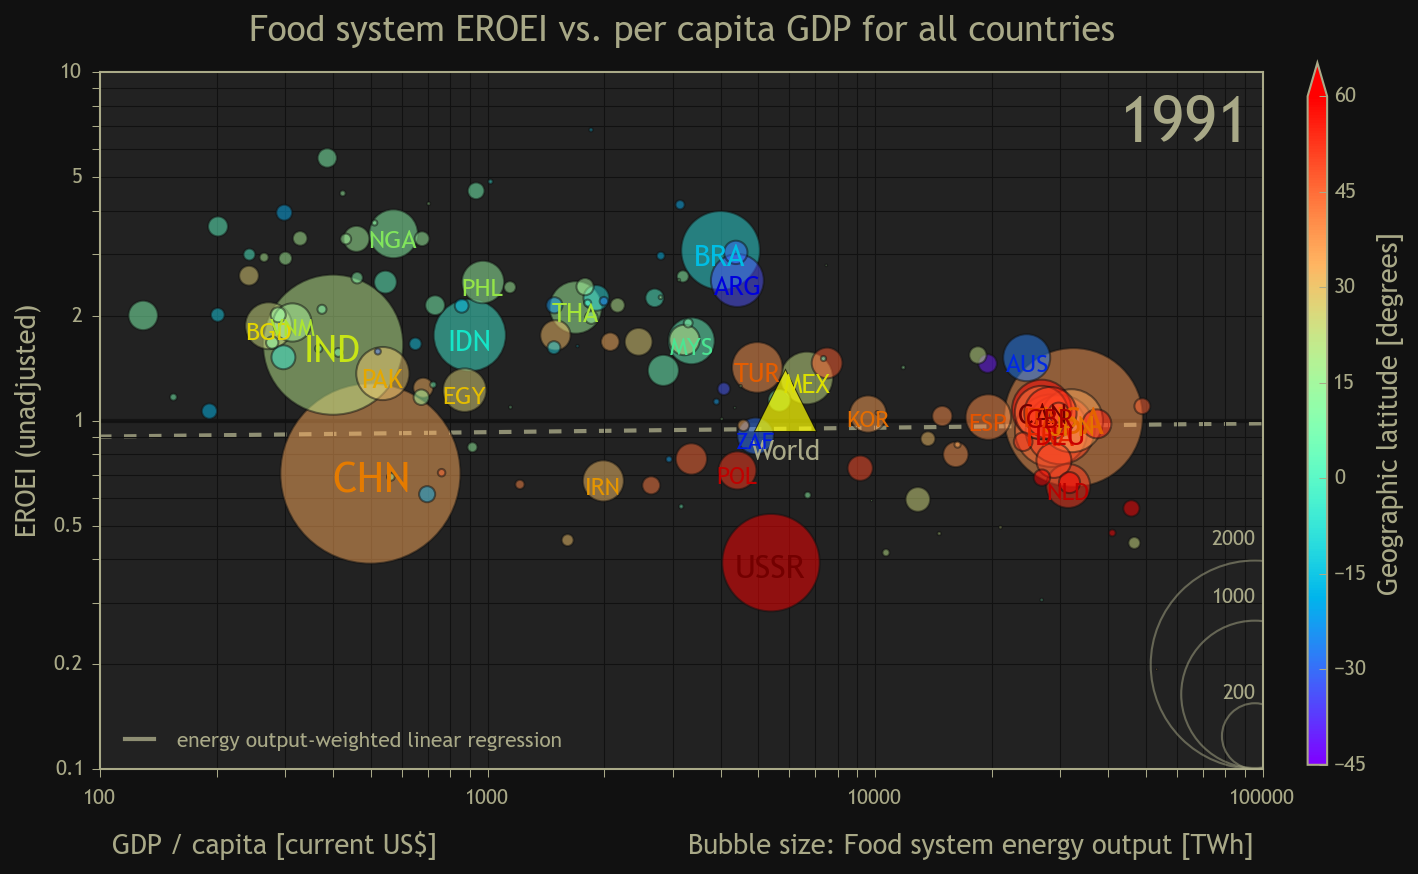 Food system EROEI vs. per capita GDP for all countries
1991
EROEI (unadjusted)
10
5
2
1
0.5
0.2
0.1
NGA
BRA
ARG
PHL
THA
BGD
IND
IDN
MYS
AUS
PAK
EGY
TUR
MEX
KOR
ESP
GBR
ZAF
World
CHN
IRN
POL
NLD
USSR
2000
1000
200
energy output-weighted linear regression
100
1000
10000
100000
GDP / capita [current US$]
Bubble size: Food system energy output [TWh]
60
45
30
15
0
−15
−30
−45
Geographic latitude [degrees]